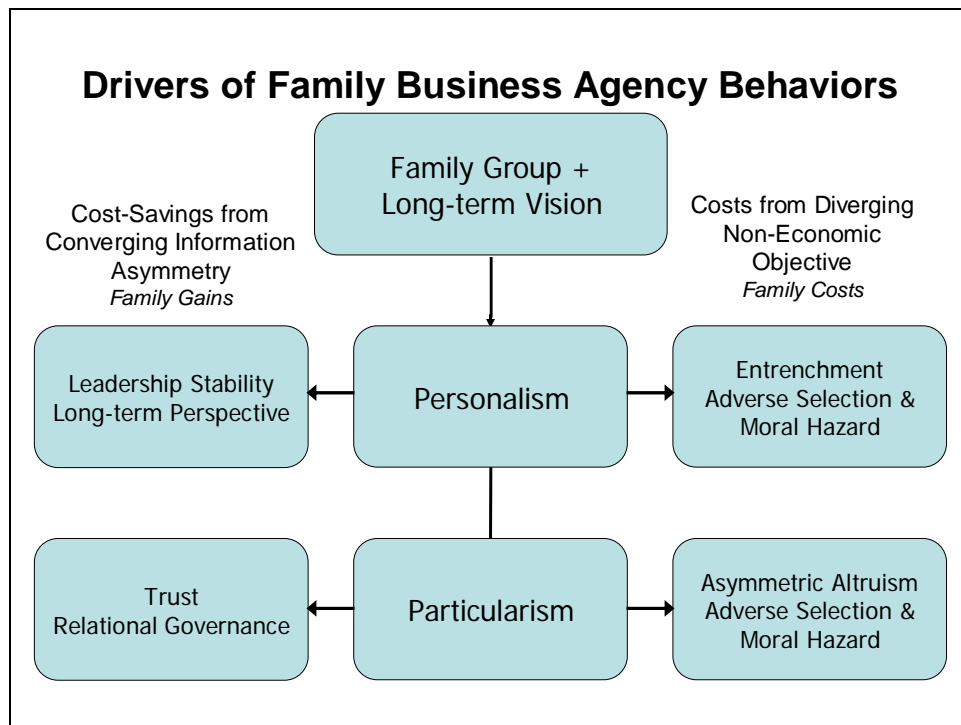 Drivers of Family Business Agency Behaviors
Family Group +
Long-term Vision
Cost-Savings from
Converging Information
Asymmetry
Family Gains
Costs from Diverging
Non-Economic
Objective
Family Costs
Leadership Stability
Long-term Perspective
Personalism
Entrenchment
Adverse Selection &
Moral Hazard
Trust
Relational Governance
Particularism
Asymmetric Altruism
Adverse Selection &
Moral Hazard